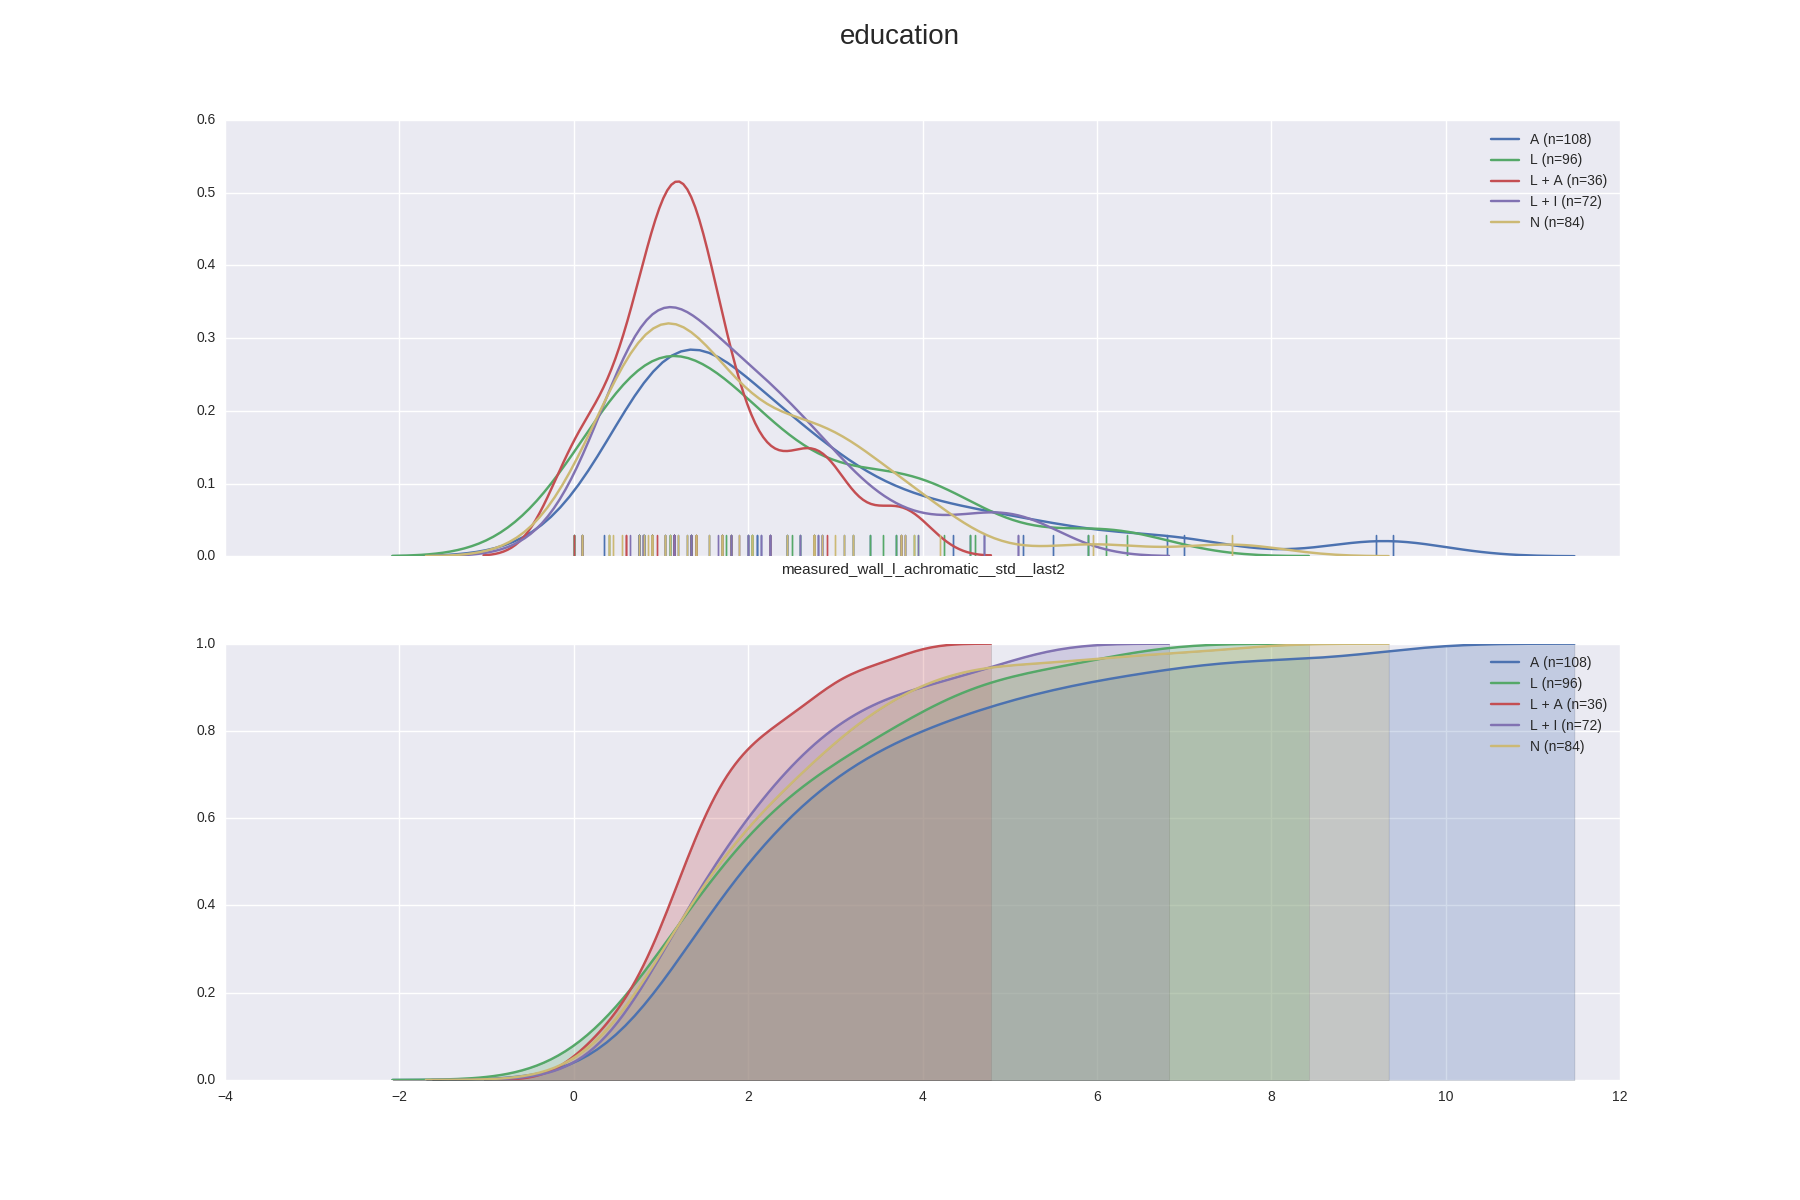 education
0.6
0.5
0.4
0.3
0.2
0.1
0.0
A (n=108)
L (n=96)
L + A (n=36)
L + I (n=72)
N (n=84)
measured_wall_l_achromatic__std__last2
1.0
0.8
0.6
0.4
0.2
0.0
A (n=108)
L (n=96)
L + A (n=36)
L + I (n=72)
N (n=84)
−4 −2 0 2 4 6 8 10 12